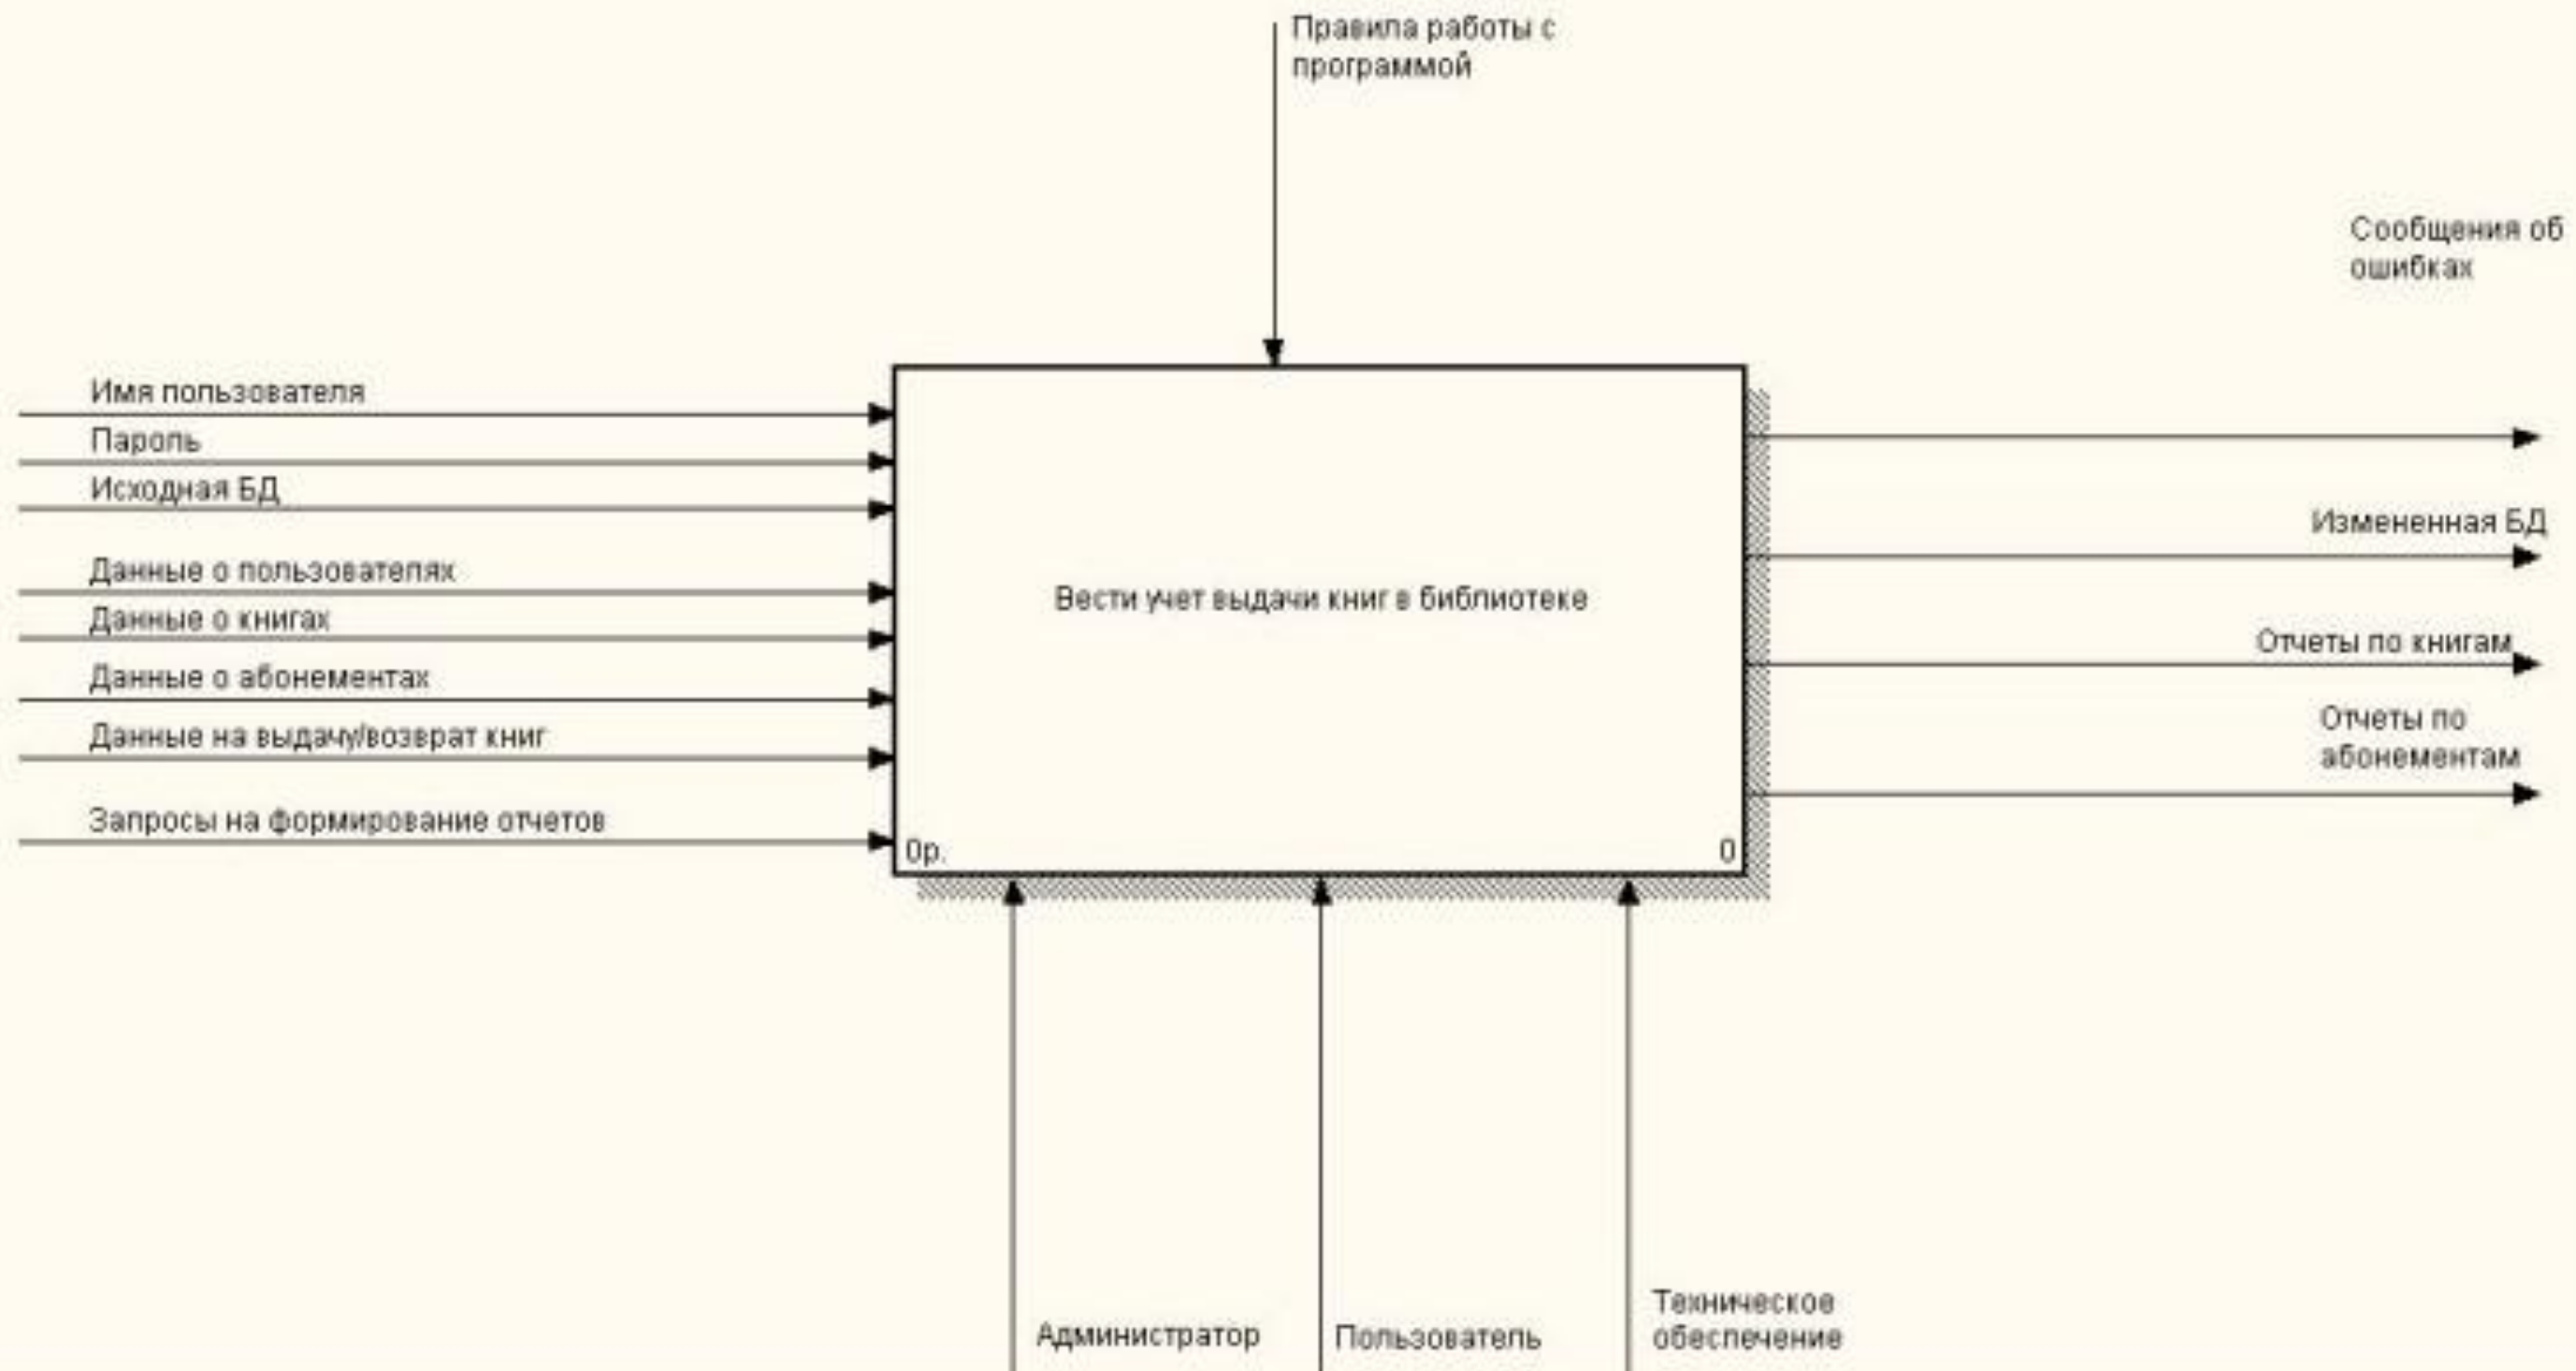 Правила работы с
программой
Сообщения об
ошибках
Имя пользователя
Пароль
Исходная БД
Данные о пользователях
Данные о книгах
Данные о абонементах
Данные на выдачу/возврат книг
Запросы на формирование отчетов
Вести учет выдачи книг в библиотеке
0р.
0
Измененная БД
Отчеты по книгам
Отчеты по
абонементам
Администратор
Пользователь
Техническое
обеспечение